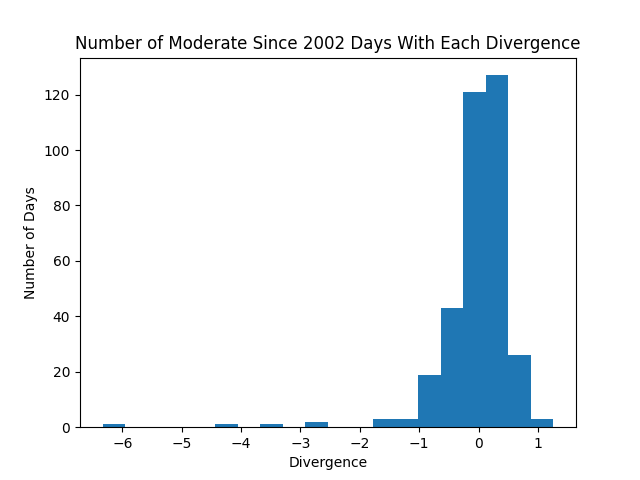 Number of Moderate Since 2002 Days With Each Divergence
120
100
80
60
40
20
0
Number of Days
−6 −5 −4 −3 −2 −1 0 1
Divergence